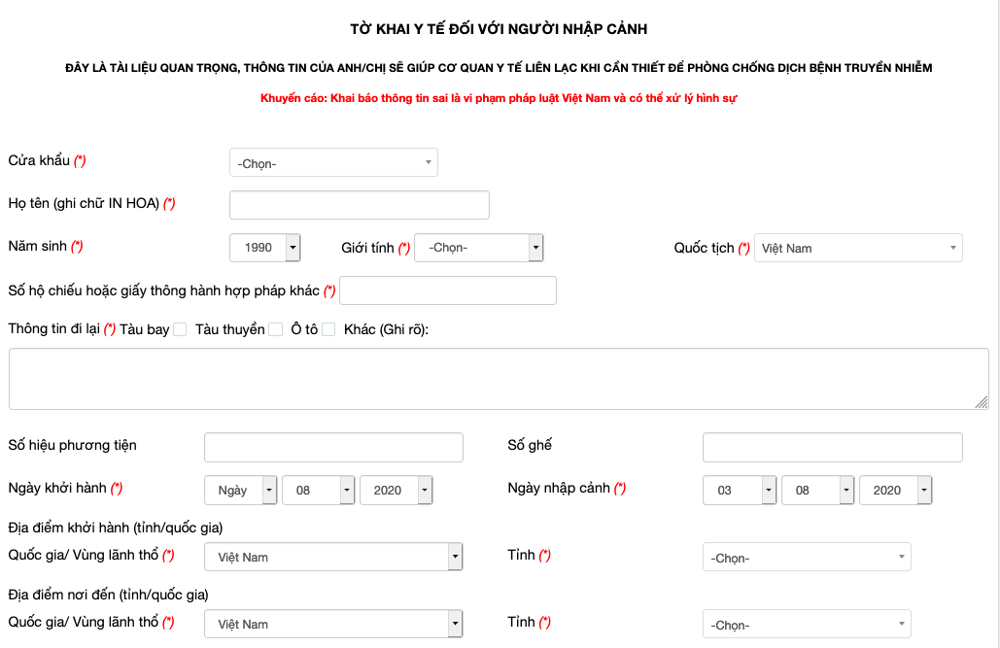 TỜ KHAI Y TẾ ĐỐI VỚI NGƯỜI NHẬP CẢNH
ĐÂY LÀ TÀI LIỆU QUAN TRỌNG, THÔNG TIN CỦA ANH/CHỊ SẼ GIÚP CƠ QUAN Y TẾ LIÊN LẠC KHI CẦN THIẾT ĐỂ PHÒNG CHỐNG DỊCH BỆNH TRUYỀN NHIỄM
Khuyến cáo: Khai báo thông tin sai là vi phạm pháp luật Việt Nam và có thể xử lý hình sự
Cửa khẩu (*) -Chọn-
Họ tên (ghi chữ IN HOA) (*)
Năm sinh (*) 1990 Giới tính (*) -Chọn- Quốc tịch (*) Việt Nam
Số hộ chiếu hoặc giấy thông hành hợp pháp khác (*)
Thông tin đi lại (*) Tàu bay Tàu thuyền Ô tô Khác (Ghi rõ):
Số hiệu phương tiện Số ghế
Ngày khởi hành (*) Ngày 08 2020 Ngày nhập cảnh (*) 03 08 2020
Địa điểm khởi hành (tỉnh/quốc gia)
Quốc gia/ Vùng lãnh thổ (*) Việt Nam Tỉnh (*) -Chọn-
Địa điểm nơi đến (tỉnh/quốc gia)
Quốc gia/ Vùng lãnh thổ (*) Việt Nam Tỉnh (*) -Chọn-